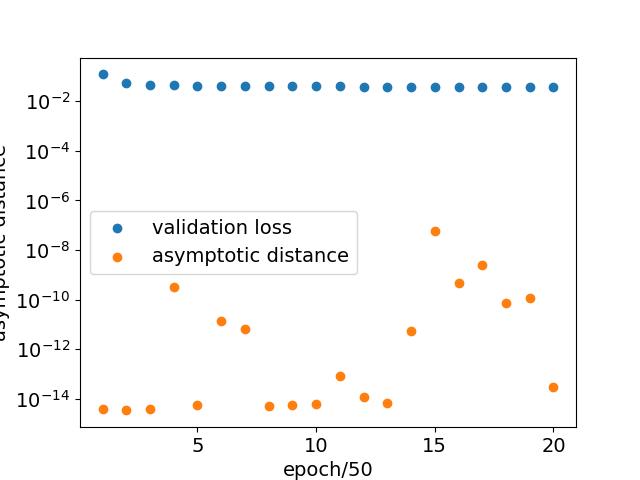 10⁻²
10⁻⁴
10⁻⁶
10⁻⁸
10⁻¹⁰
10⁻¹²
10⁻¹⁴
asymptotic distance
validation loss
asymptotic distance
5
10
15
20
epoch/50